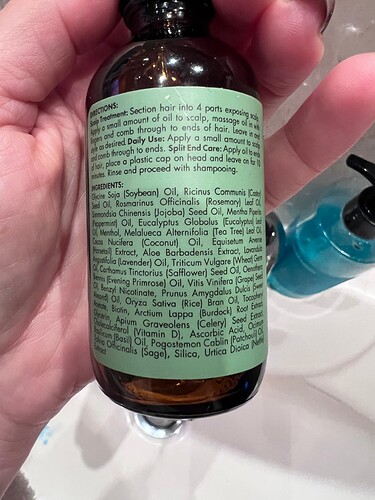 DIRECTIONS:
Scalp Treatment: Section hair into 4 parts exposing scalp.
Apply a small amount of oil to scalp, massage oil in with
fingers and comb through to ends of hair. Leave in and
style as desired. Daily Use: Apply a small amount to scalp
and comb through to ends. Split End Care: Apply oil to ends
of hair, place a plastic cap on head and leave on for 10
minutes. Rinse and proceed with shampooing.
INGREDIENTS:
Glycine Soja (Soybean) Oil, Ricinus Communis (Castor)
Seed Oil, Rosmarinus Officinalis (Rosemary) Leaf Oil,
Simmondsia Chinensis (Jojoba) Seed Oil, Mentha Piperita
(Peppermint) Oil, Eucalyptus Globulus (Eucalyptus) Leaf
Oil, Menthol, Melaleuca Alternifolia (Tea Tree) Leaf Oil,
Cocos Nucifera (Coconut) Oil, Equisetum Arvense
(Horsetail) Extract, Aloe Barbadensis Extract, Lavandula
Angustifolia (Lavender) Oil, Triticum Vulgare (Wheat) Germ
Oil, Carthamus Tinctorius (Safflower) Seed Oil, Oenothera
Biennis (Evening Primrose) Oil, Vitis Vinifera (Grape) Seed
Oil, Benzyl Nicotinate, Prunus Amygdalus Dulcis (Sweet
Almond) Oil, Oryza Sativa (Rice) Bran Oil, Tocopheryl
Acetate, Biotin, Arctium Lappa (Burdock) Root Extract,
Glycerin, Apium Graveolens (Celery) Seed Extract,
Cholecalciferol (Vitamin D), Ascorbic Acid, Ocimum
Basilicum (Basil) Oil, Pogostemon Cablin (Patchouli) Oil,
Salvia Officinalis (Sage), Silica, Urtica Dioica (Nettle)
Extract